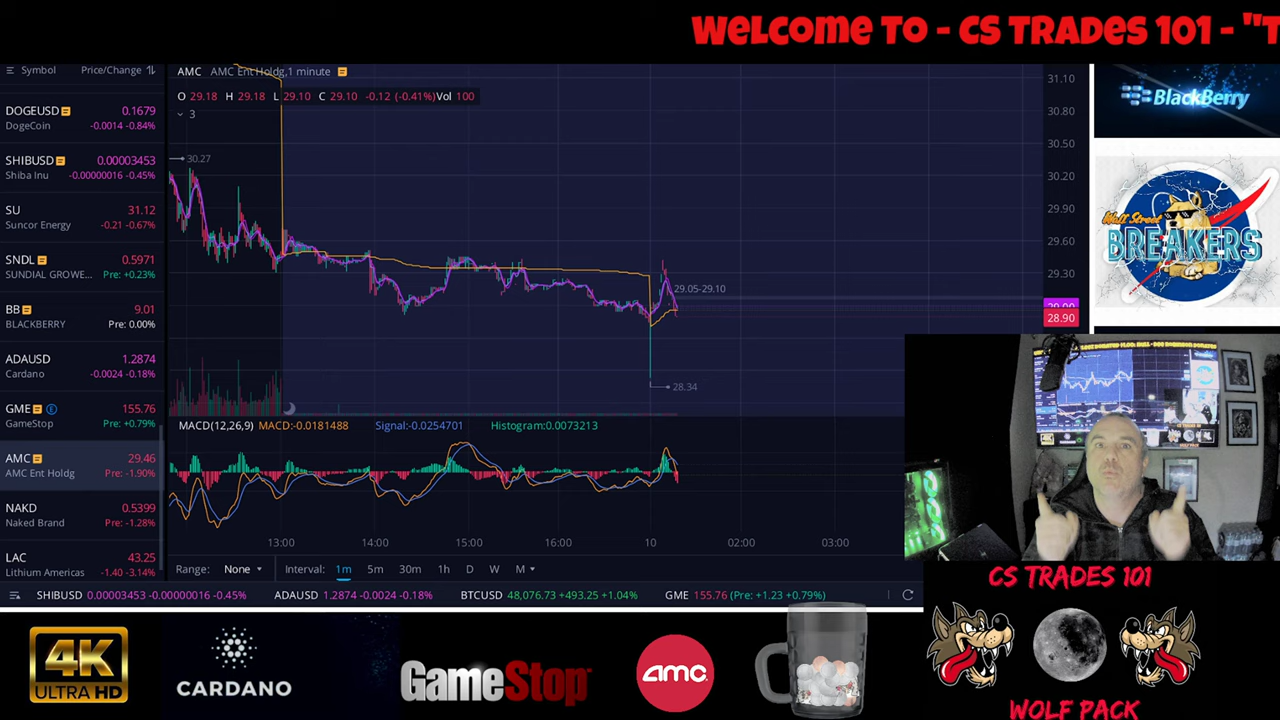 Welcome To - CS Trades 101 - "T
Symbol Price/Change
DOGEUSD 0.1679
DogeCoin -0.0014 -0.84%
SHIBUSD 0.00003453
Shiba Inu -0.00000016 -0.45%
SU 31.12
Suncor Energy -0.21 -0.67%
SNDL 0.5971
SUNDIAL GROWE... Pre: +0.23%
BB 9.01
BLACKBERRY Pre: 0.00%
ADAUSD 1.2874
Cardano -0.0024 -0.18%
GME E 155.76
GameStop Pre: +0.79%
AMC 29.46
AMC Ent Holdg Pre: -1.90%
NAKD 0.5399
Naked Brand Pre: -1.28%
LAC 43.25
Lithium Americas -1.40 -3.14%
AMC AMC Ent Holdg,1 minute
O 29.18 H 29.18 L 29.10 C 29.10 -0.12 (-0.41%) Vol 100
3
30.27
29.05-29.10
28.34
31.10
30.80
30.50
30.20
29.90
29.60
29.30
29.00
28.90
MACD(12,26,9) MACD:-0.0181488 Signal:-0.0254701 Histogram:0.0073213
13:00 14:00 15:00 16:00 10 02:00 03:00
Range: None Interval: 1m 5m 30m 1h D W M
SHIBUSD 0.00003453 -0.00000016 -0.45% ADAUSD 1.2874 -0.0024 -0.18% BTCUSD 48,076.73 +493.25 +1.04% GME 155.76 (Pre: +1.23 +0.79%)
BlackBerry
Wall Street
BREAKERS
CS TRADES 101
WOLF PACK
4K
ULTRA HD
CARDANO
GameStop
amc